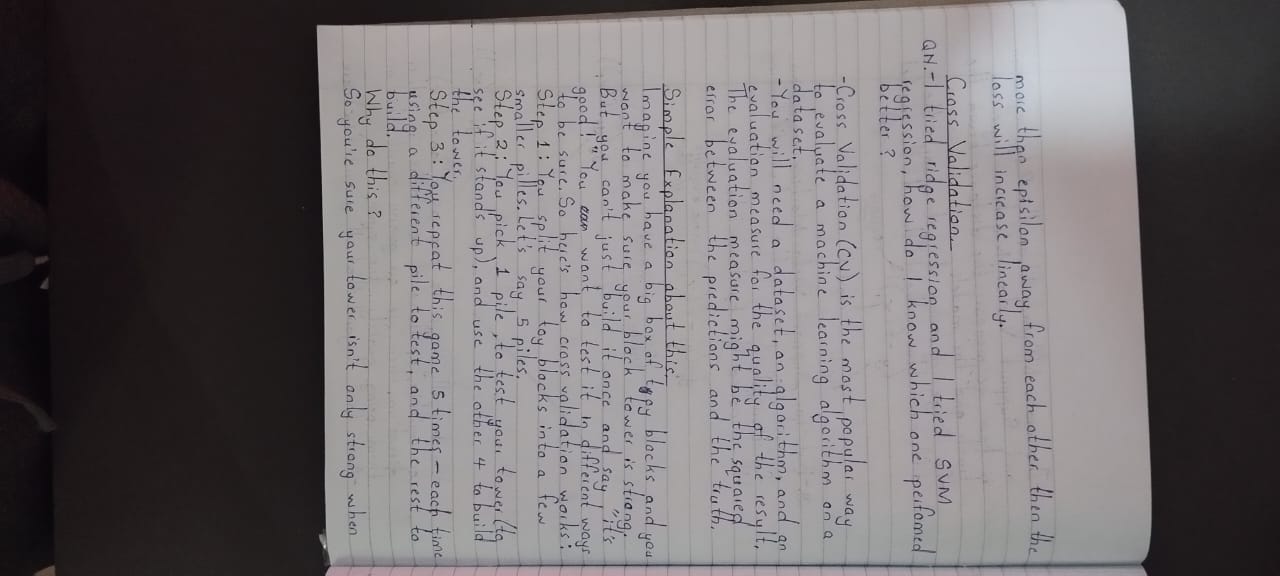 more than epsilon away from each other then the
loss will increase linearly.
Cross Validation
QN.- I tried ridge regression and I tried SVM
regression, how do I know which one perfomed
better?
- Cross Validation (CV) is the most popular way
to evaluate a machine learning algorithm on a
dataset.
- You will need a dataset, an algorithm, and an
evaluation measure for the quality of the result,
The evaluation measure might be the squared
error between the predictions and the truth.
Simple Explanation about this
Imagine you have a big box of toy blocks and you
want to make sure your block tower is strong,
But you can't just build it once and say "it's
good!" You want to test it in different ways
to be sure. So here's how cross validation works:
Step 1: You split your toy blocks into a few
smaller pilles. Let's say 5 piles.
Step 2: You pick 1 pile, to test your tower (to
see if it stands up), and use the other 4 to build
the tower.
Step 3: You repeat this game 5 times - each time
using a different pile to test, and the rest to
build.
Why do this?
So you're sure your tower isn't only strong when